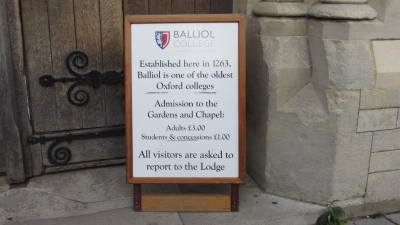 BALLIOL
COLLEGE
Established here in 1263,
Balliol is one of the oldest
Oxford colleges
Admission to the
Gardens and Chapel:
Adults £3.00
Students & concessions £1.00
All visitors are asked to
report to the Lodge